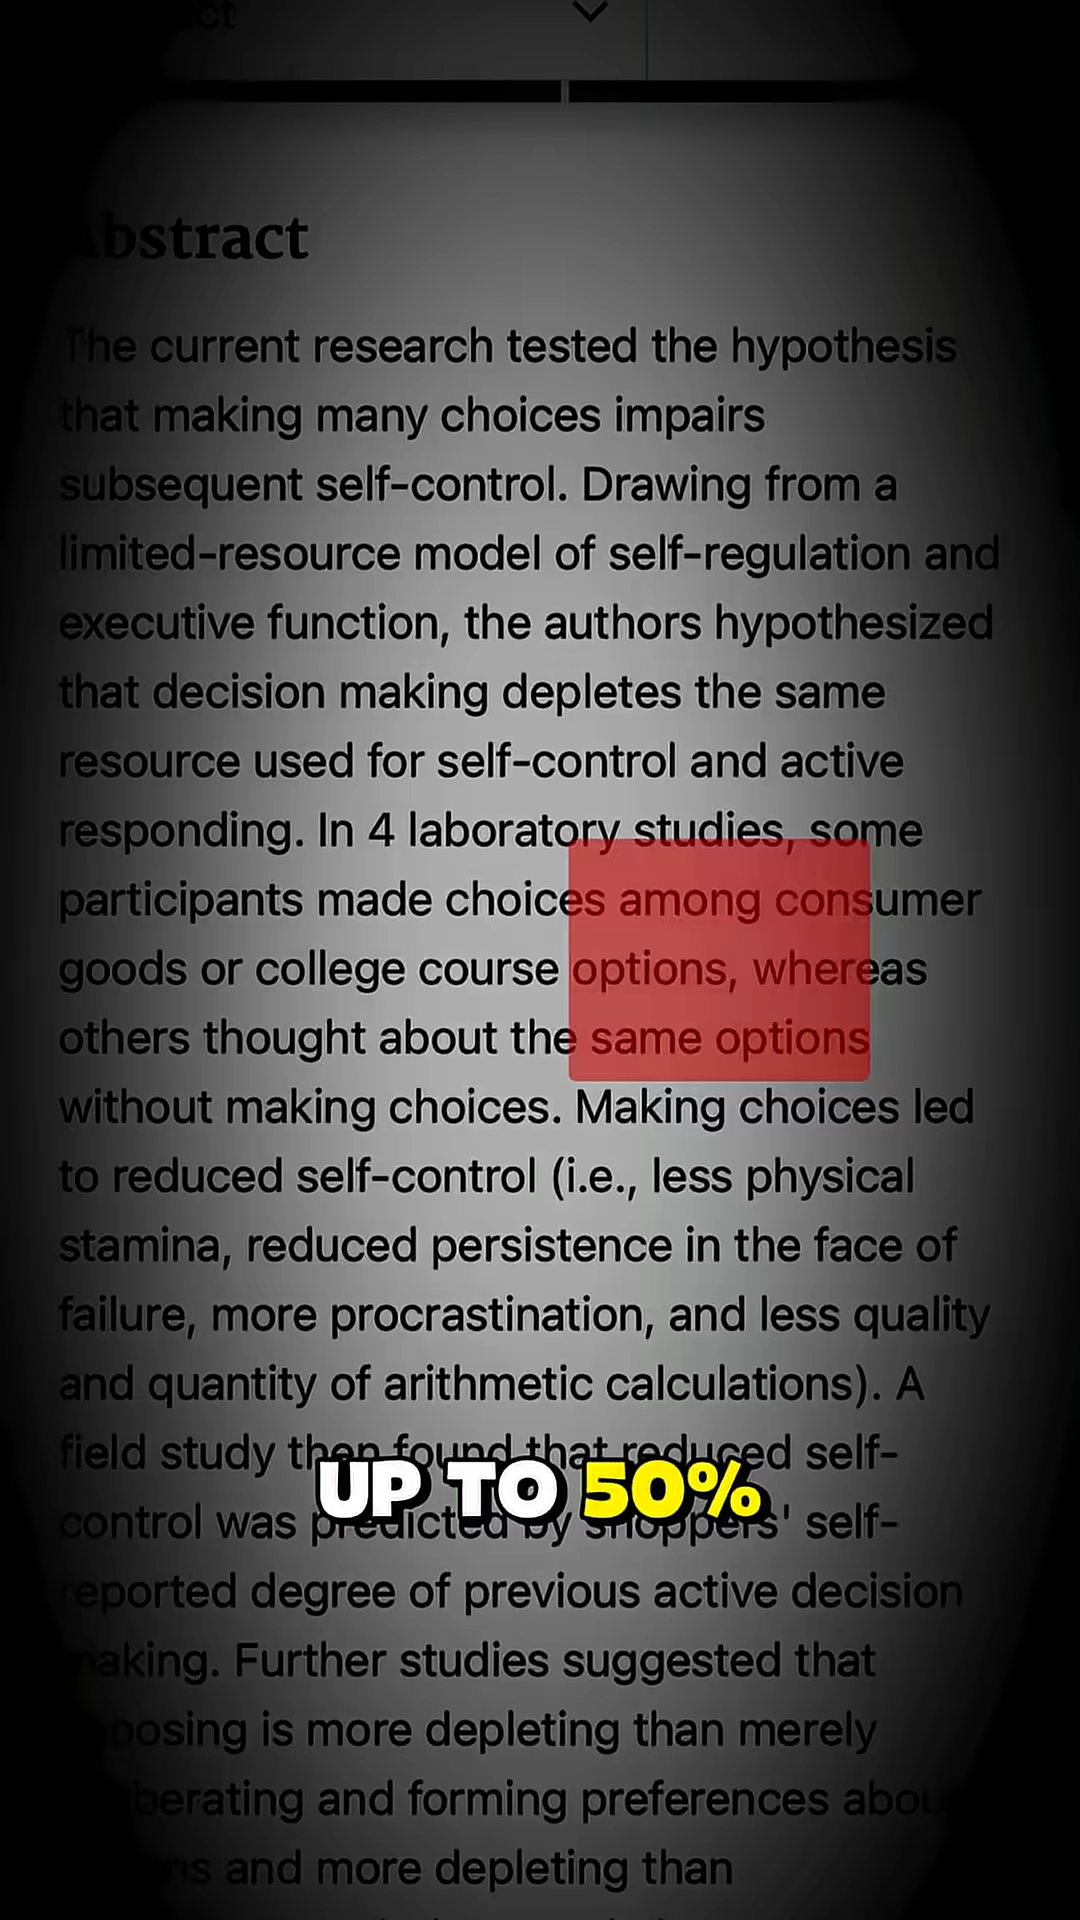 Abstract
The current research tested the hypothesis
that making many choices impairs
subsequent self-control. Drawing from a
limited-resource model of self-regulation and
executive function, the authors hypothesized
that decision making depletes the same
resource used for self-control and active
responding. In 4 laboratory studies, some
participants made choices among consumer
goods or college course options, whereas
others thought about the same options
without making choices. Making choices led
to reduced self-control (i.e., less physical
stamina, reduced persistence in the face of
failure, more procrastination, and less quality
and quantity of arithmetic calculations). A
field study then found that reduced self-
UP TO 50%
control was predicted by shoppers' self-
reported degree of previous active decision
making. Further studies suggested that
is more depleting than merely
and forming preferences about
and more depleting than